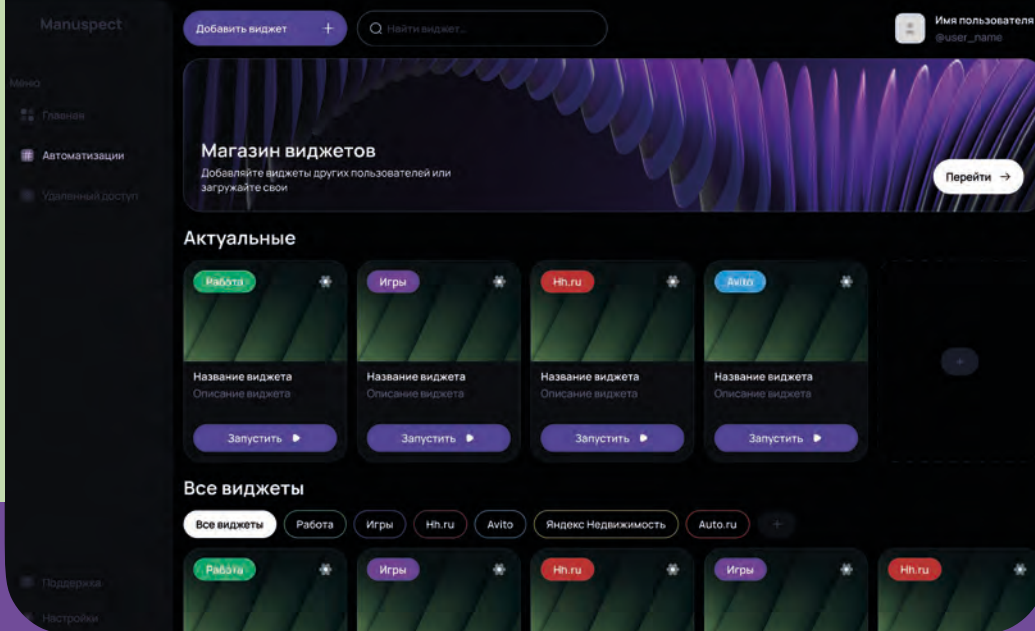 Manuspect
Добавить виджет
Найти виджет...
Имя пользователя
@user_name
Меню
Главная
Автоматизации
Удаленный доступ
Магазин виджетов
Добавляйте виджеты других пользователей или
загружайте свои
Перейти →
Актуальные
Работа
Игры
Hh.ru
Avito
Название виджета
Название виджета
Название виджета
Название виджета
Описание виджета
Описание виджета
Описание виджета
Описание виджета
Запустить
Запустить
Запустить
Запустить
Все виджеты
Все виджеты
Работа
Игры
Hh.ru
Avito
Яндекс Недвижимость
Auto.ru
Работа
Игры
Hh.ru
Игры
Hh.ru
Поддержка
Настройки